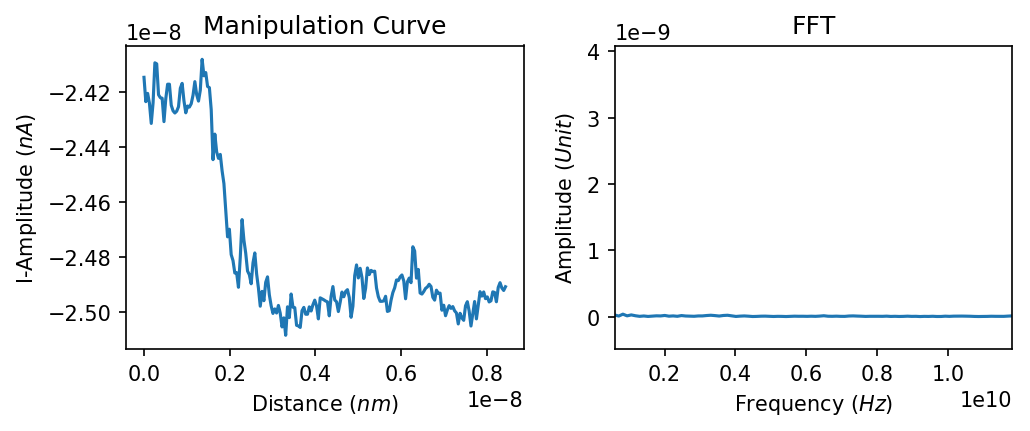 Manipulation Curve
1e−8
I-Amplitude (nA)
−2.42
−2.44
−2.46
−2.48
−2.50
0.0 0.2 0.4 0.6 0.8
1e−8
Distance (nm)
FFT
1e−9
Amplitude (Unit)
4
3
2
1
0
0.2 0.4 0.6 0.8 1.0
1e10
Frequency (Hz)